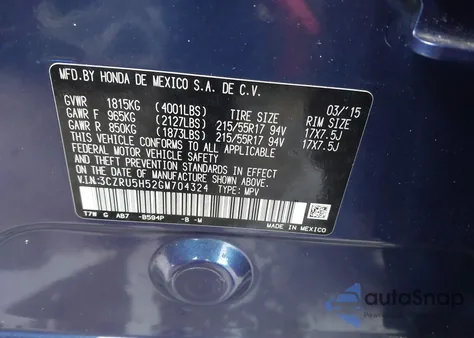 MFD.BY HONDA DE MEXICO S.A. DE C.V.
03/'15
GVWR 1815KG (4001LBS) TIRE SIZE RIM SIZE
GAWR F 965KG (2127LBS) 215/55R17 94V 17X7.5J
GAWR R 850KG (1873LBS) 215/55R17 94V 17X7.5J
THIS VEHICLE CONFORMS TO ALL APPLICABLE
FEDERAL MOTOR VEHICLE SAFETY AND THEFT PREVENTION
STANDARDS IN EFFECT ON THE DATE OF MANUFACTURE SHOWN ABOVE.
V.I.N:3CZRU5H52GM704324 TYPE: MPV
T7W G AB7 -B594P -B -M
MADE IN MEXICO
autoSnap